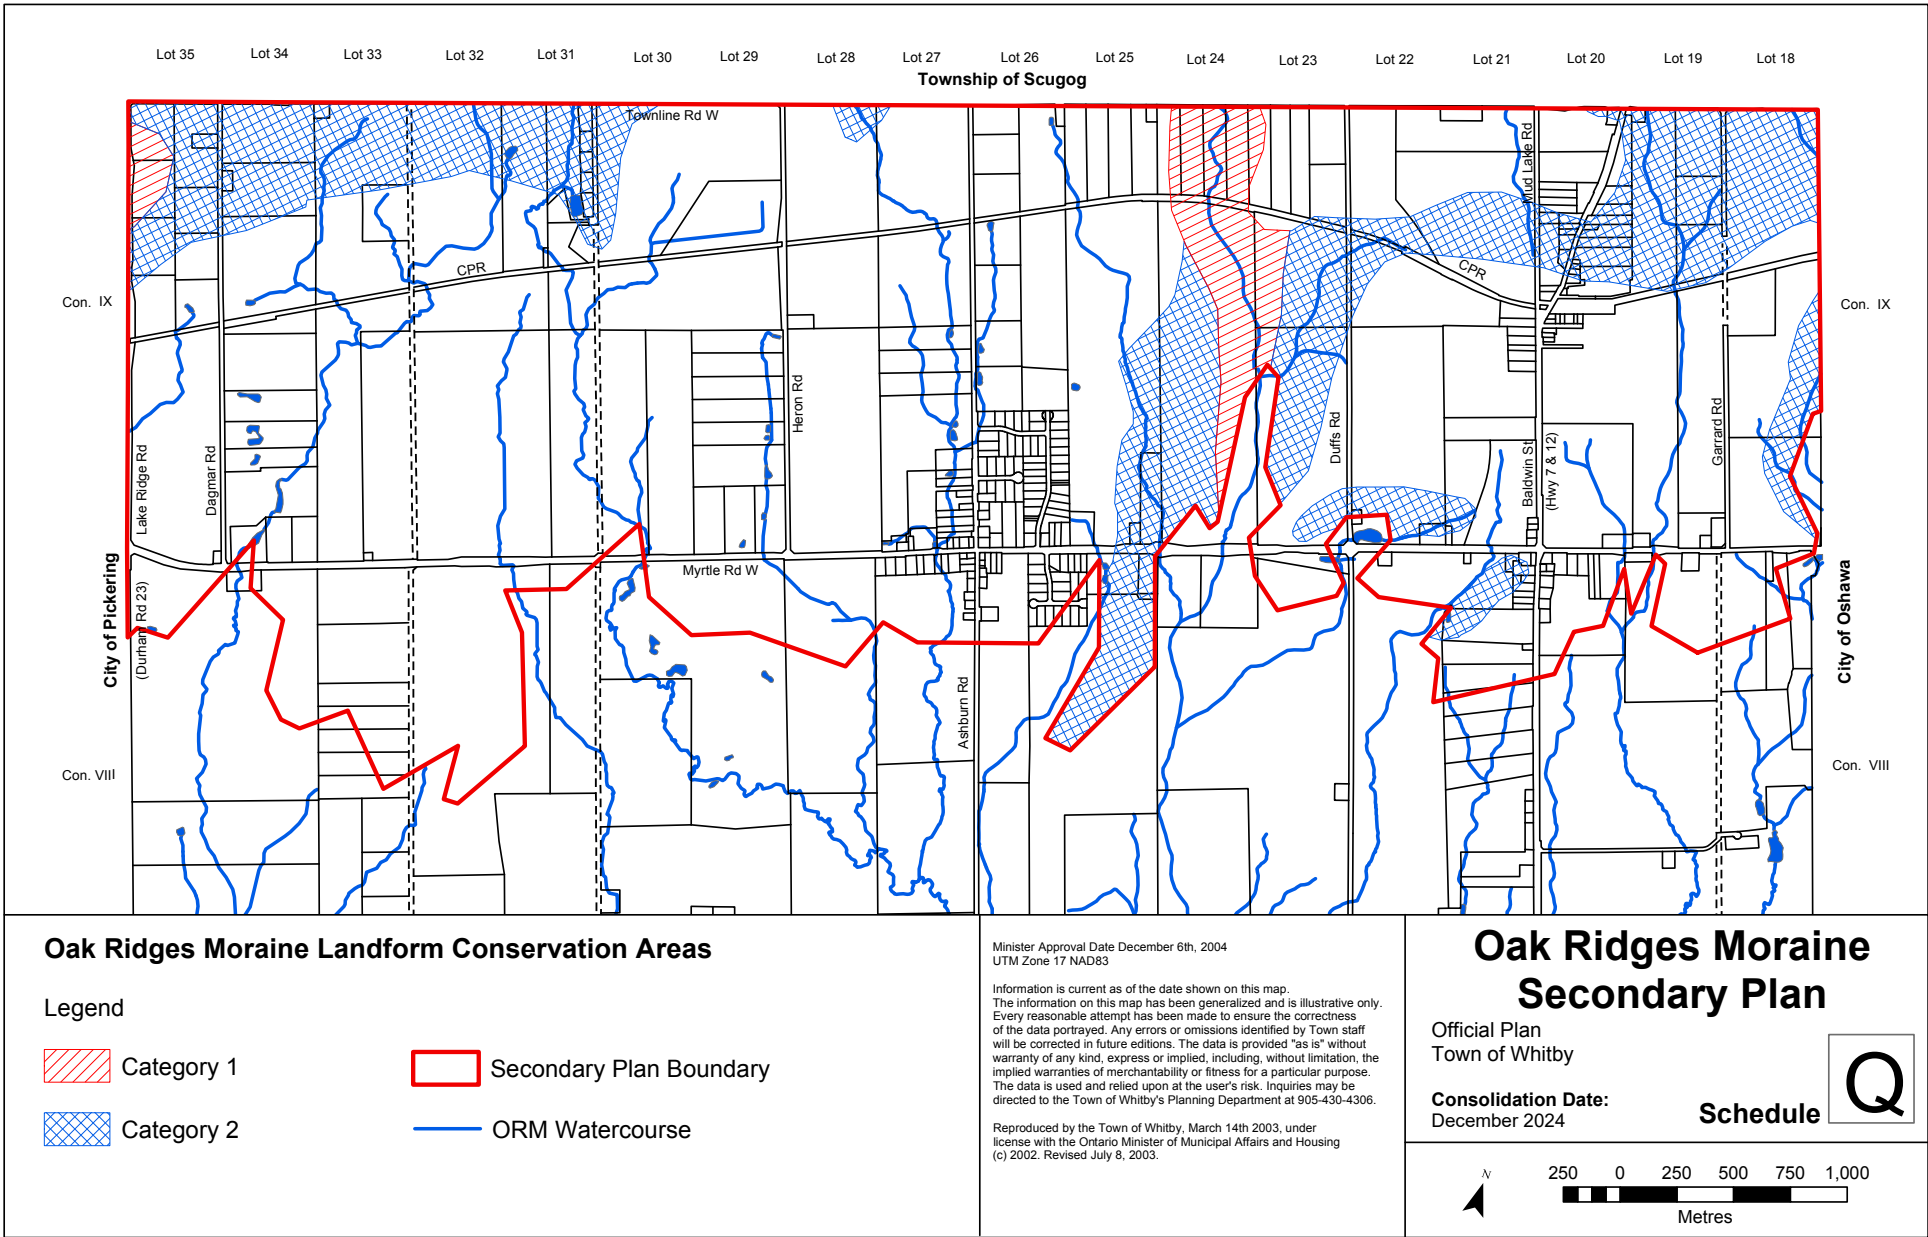 Lot 35
Lot 34
Lot 33
Lot 32
Lot 31
Lot 30
Lot 29
Lot 28
Lot 27
Lot 26
Lot 25
Lot 24
Lot 23
Lot 22
Lot 21
Lot 20
Lot 19
Lot 18
Township of Scugog
Townline Rd W
Mud Lake Rd
CPR
CPR
Con. IX
Con. IX
Heron Rd
Lake Ridge Rd
(Durham Rd 23)
Dagmar Rd
Duffs Rd
Baldwin St
(Hwy 7 & 12)
Garrard Rd
Myrtle Rd W
City of Pickering
City of Oshawa
Ashburn Rd
Con. VIII
Con. VIII
Oak Ridges Moraine Landform Conservation Areas
Legend
Category 1
Secondary Plan Boundary
Category 2
ORM Watercourse
Minister Approval Date December 6th, 2004
UTM Zone 17 NAD83
Information is current as of the date shown on this map.
The information on this map has been generalized and is illustrative only.
Every reasonable attempt has been made to ensure the correctness
of the data portrayed. Any errors or omissions identified by Town staff
will be corrected in future editions. The data is provided "as is" without
warranty of any kind, express or implied, including, without limitation, the
implied warranties of merchantability or fitness for a particular purpose.
The data is used and relied upon at the user's risk. Inquiries may be
directed to the Town of Whitby's Planning Department at 905-430-4306.
Reproduced by the Town of Whitby, March 14th 2003, under
license with the Ontario Minister of Municipal Affairs and Housing
(c) 2002. Revised July 8, 2003.
Oak Ridges Moraine
Secondary Plan
Official Plan
Town of Whitby
Consolidation Date:
December 2024
Schedule Q
N
250 0 250 500 750 1,000
Metres